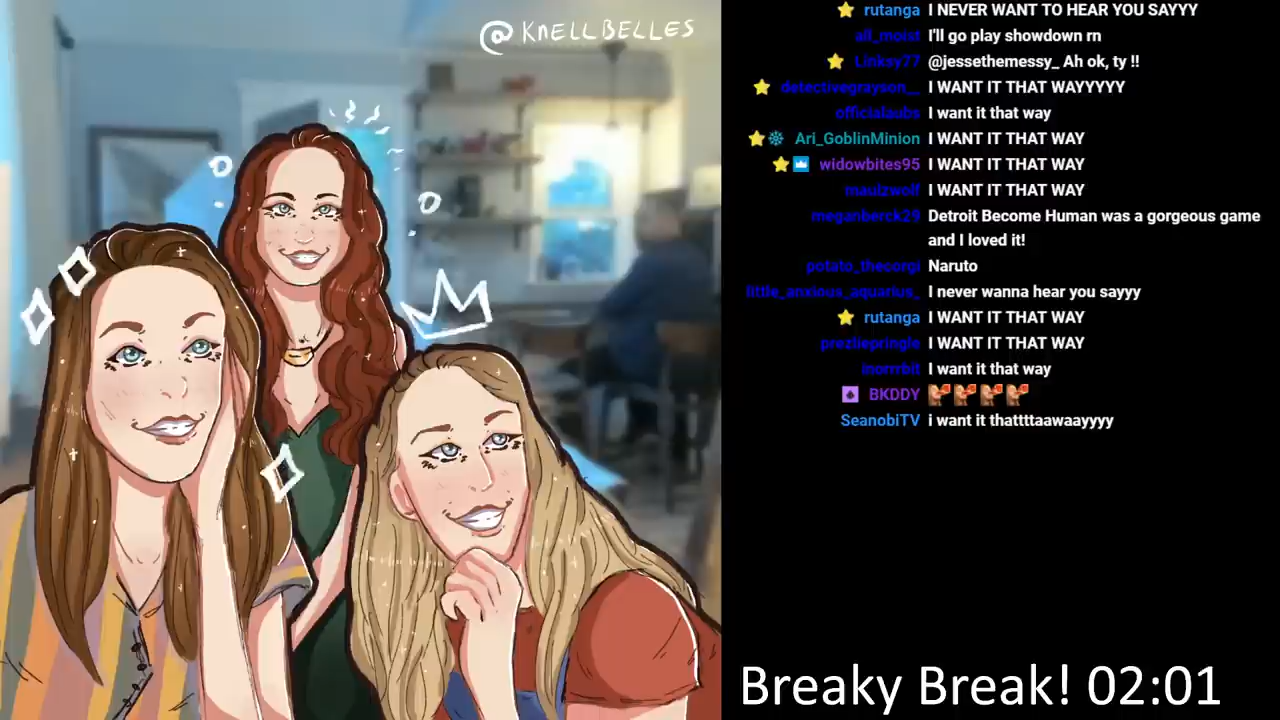 @KNELLBELLES
rutanga I NEVER WANT TO HEAR YOU SAYYY
all_moist I'll go play showdown rn
Linksy77 @jessethemessy_ Ah ok, ty !!
detectivegrayson__ I WANT IT THAT WAYYYYY
officialaubs I want it that way
Ari_GoblinMinion I WANT IT THAT WAY
widowbites95 I WANT IT THAT WAY
maulzwolf I WANT IT THAT WAY
meganberck29 Detroit Become Human was a gorgeous game
and I loved it!
potato_thecorgi Naruto
little_anxious_aquarius_ I never wanna hear you sayyy
rutanga I WANT IT THAT WAY
prezliepringle I WANT IT THAT WAY
inorrrbit I want it that way
BKDDY
SeanobiTV i want it thattttaawaayyyy
Breaky Break! 02:01